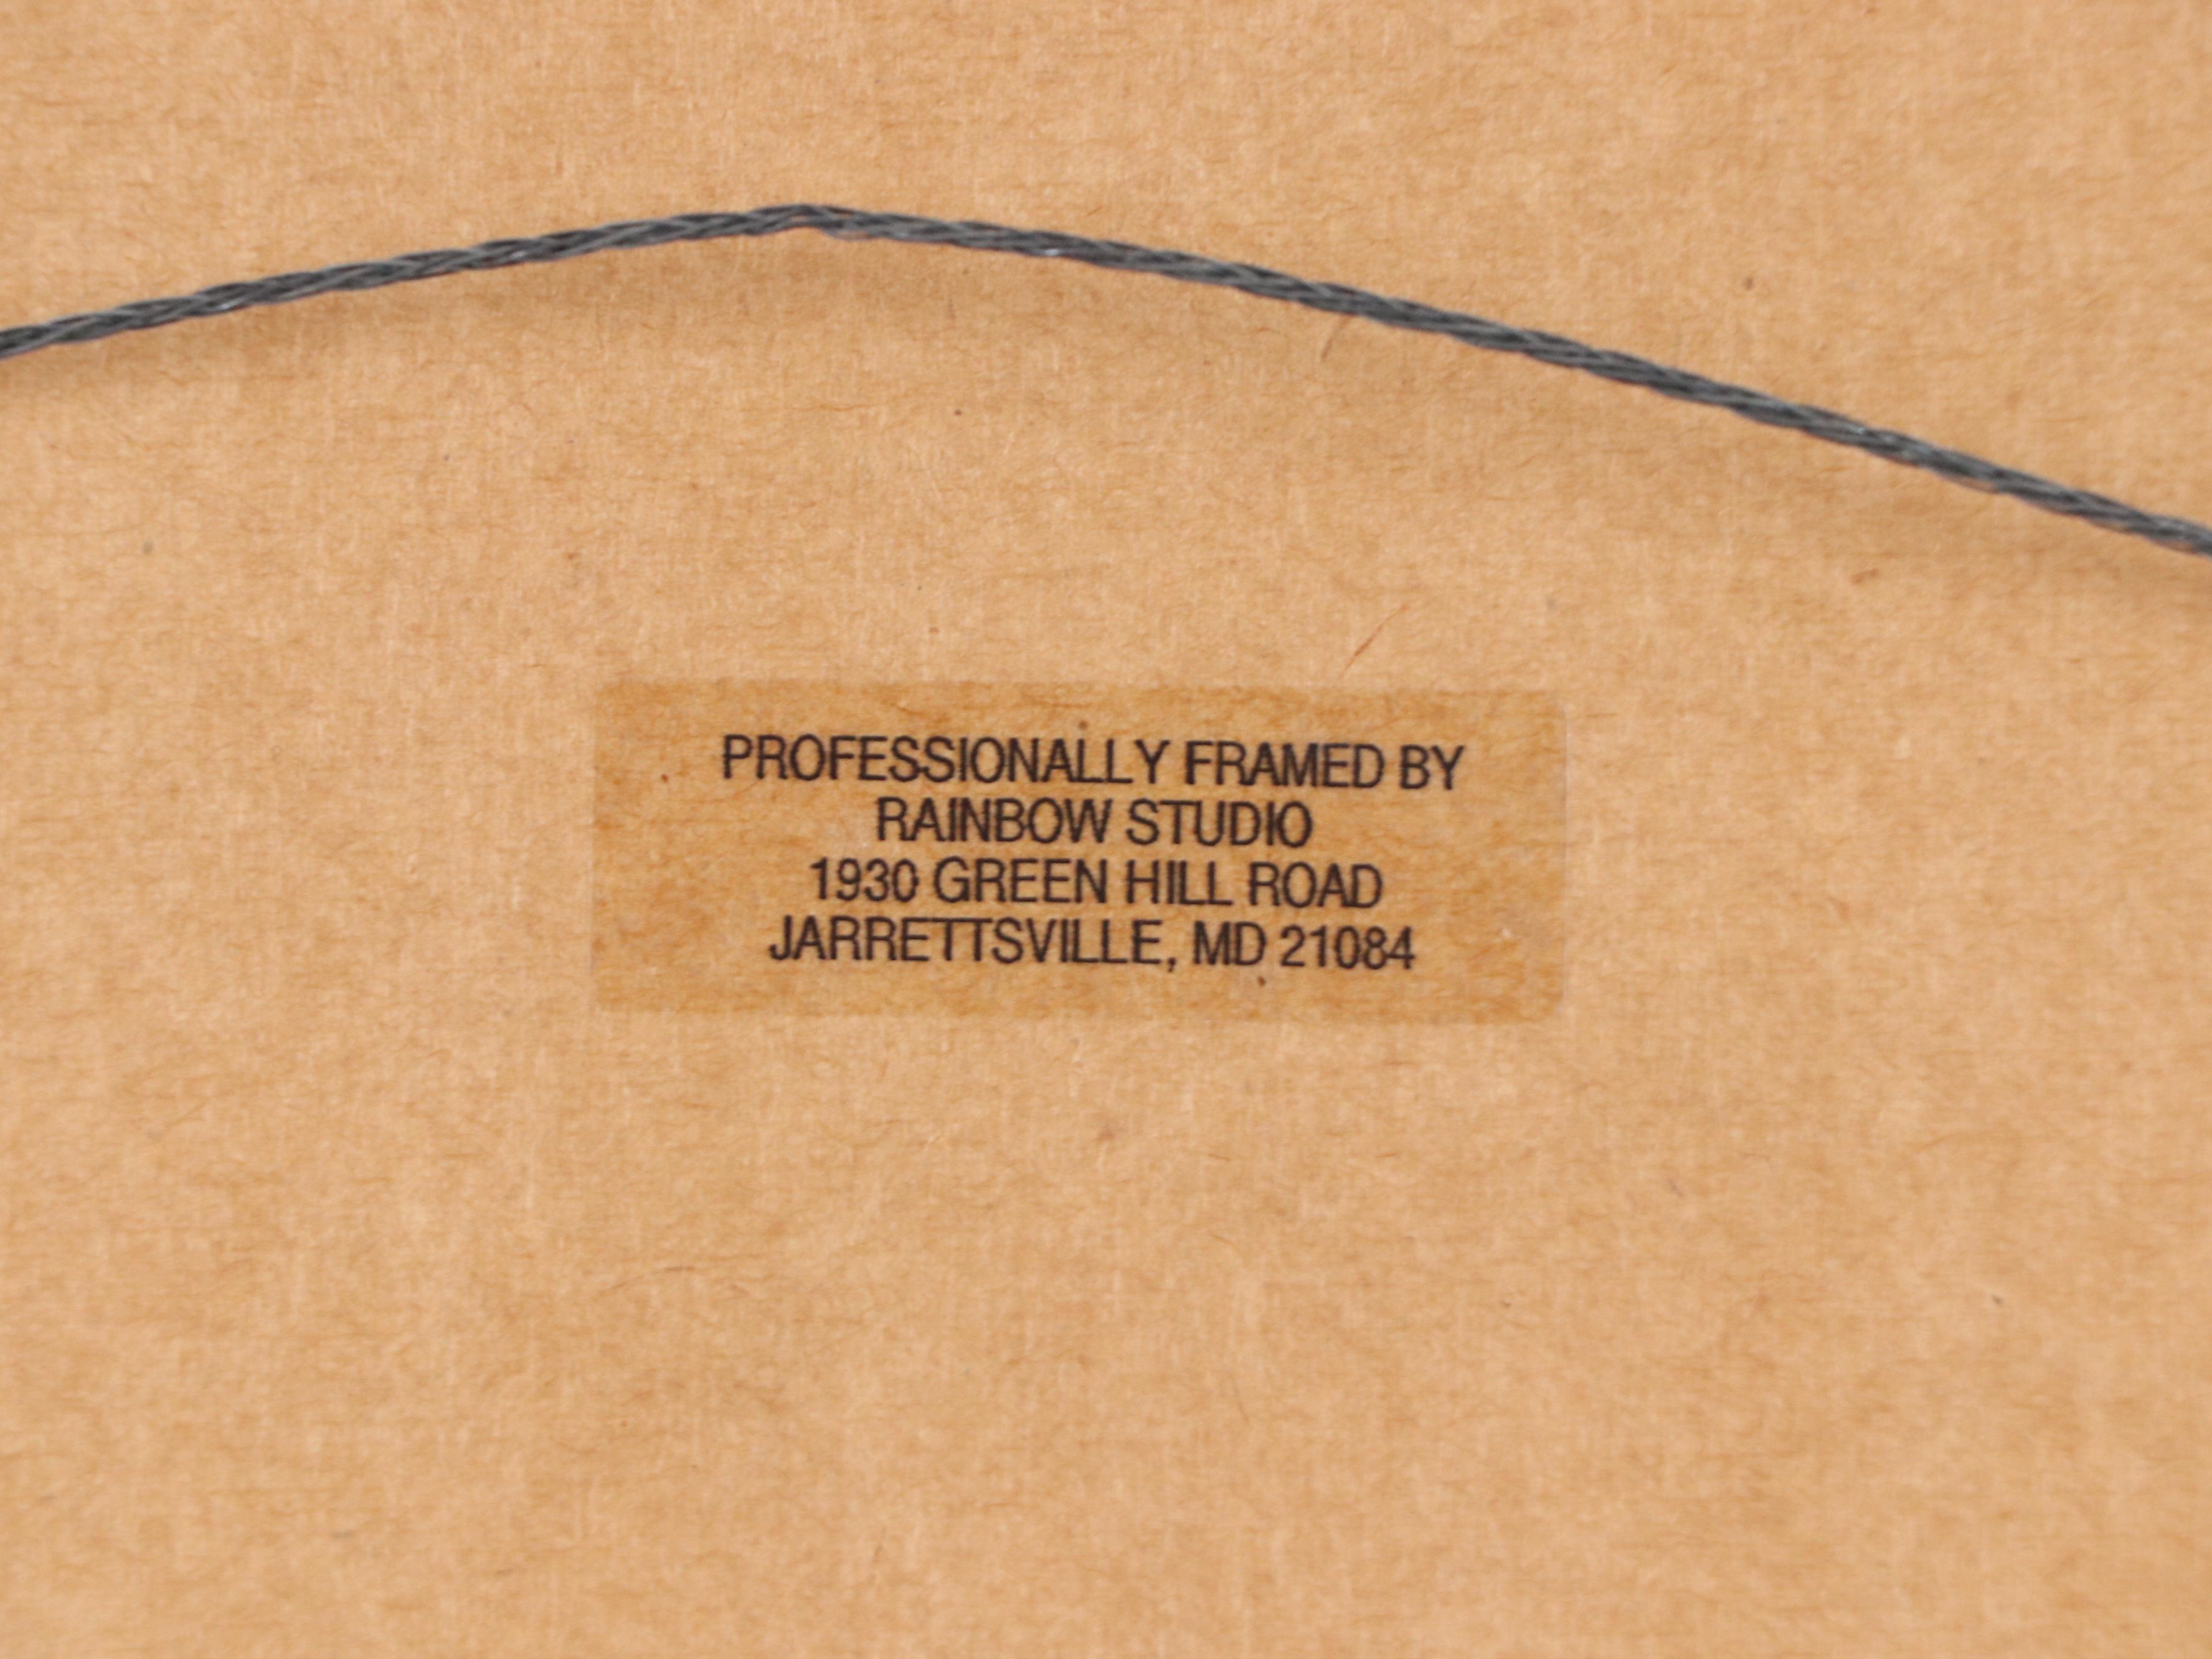 PROFESSIONALLY FRAMED BY
RAINBOW STUDIO
1930 GREEN HILL ROAD
JARRETTSVILLE, MD 21084